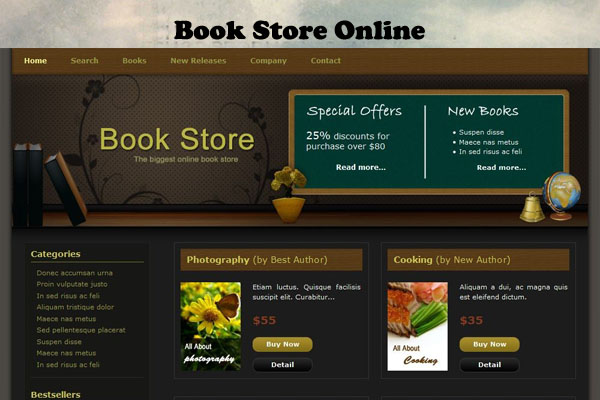 Book Store Online
Home Search Books New Releases Company Contact
Book Store
The biggest online book store
Special Offers
25% discounts for
purchase over $80
Read more...
New Books
Suspen disse
Maece nas metus
In sed risus ac feli
Read more...
Categories
Donec accumsan urna
Proin vulputate justo
In sed risus ac feli
Aliquam tristique dolor
Maece nas metus
Sed pellentesque placerat
Suspen disse
Maece nas metus
In sed risus ac feli
Bestsellers
Photography (by Best Author)
All About
photography
Etiam luctus. Quisque facilisis
suscipit elit. Curabitur...
$55
Buy Now
Detail
Cooking (by New Author)
All About
Cooking
Aliquam a dui, ac magna quis
est eleifend dictum.
$35
Buy Now
Detail